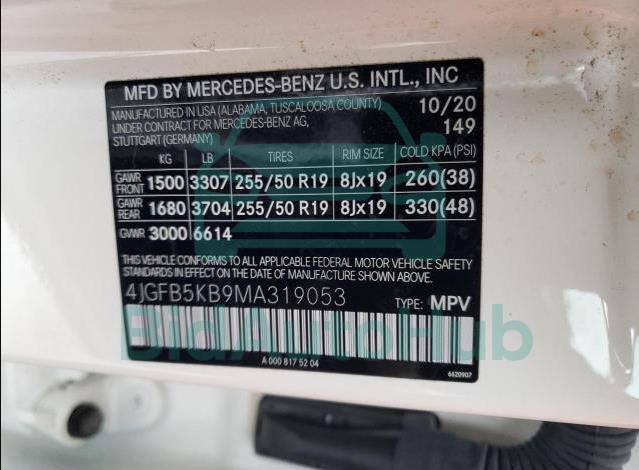 MFD BY MERCEDES-BENZ U.S. INTL., INC
MANUFACTURED IN USA (ALABAMA, TUSCALOOSA COUNTY) 10/20
UNDER CONTRACT FOR MERCEDES-BENZ AG, 149
STUTTGART (GERMANY)
KG LB TIRES RIM SIZE COLD KPA (PSI)
GAWR FRONT 1500 3307 255/50 R19 8Jx19 260(38)
GAWR REAR 1680 3704 255/50 R19 8Jx19 330(48)
GVWR 3000 6614
THIS VEHICLE CONFORMS TO ALL APPLICABLE FEDERAL MOTOR VEHICLE SAFETY
STANDARDS IN EFFECT ON THE DATE OF MANUFACTURE SHOWN ABOVE.
4JGFB5KB9MA319053 TYPE: MPV
BidAutoHub
A 000 817 52 04
6620907